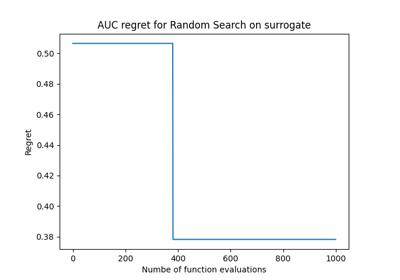 AUC regret for Random Search on surrogate
0.50
0.48
0.46
0.44
0.42
0.40
0.38
Regret
0 200 400 600 800 1000
Numbe of function evaluations